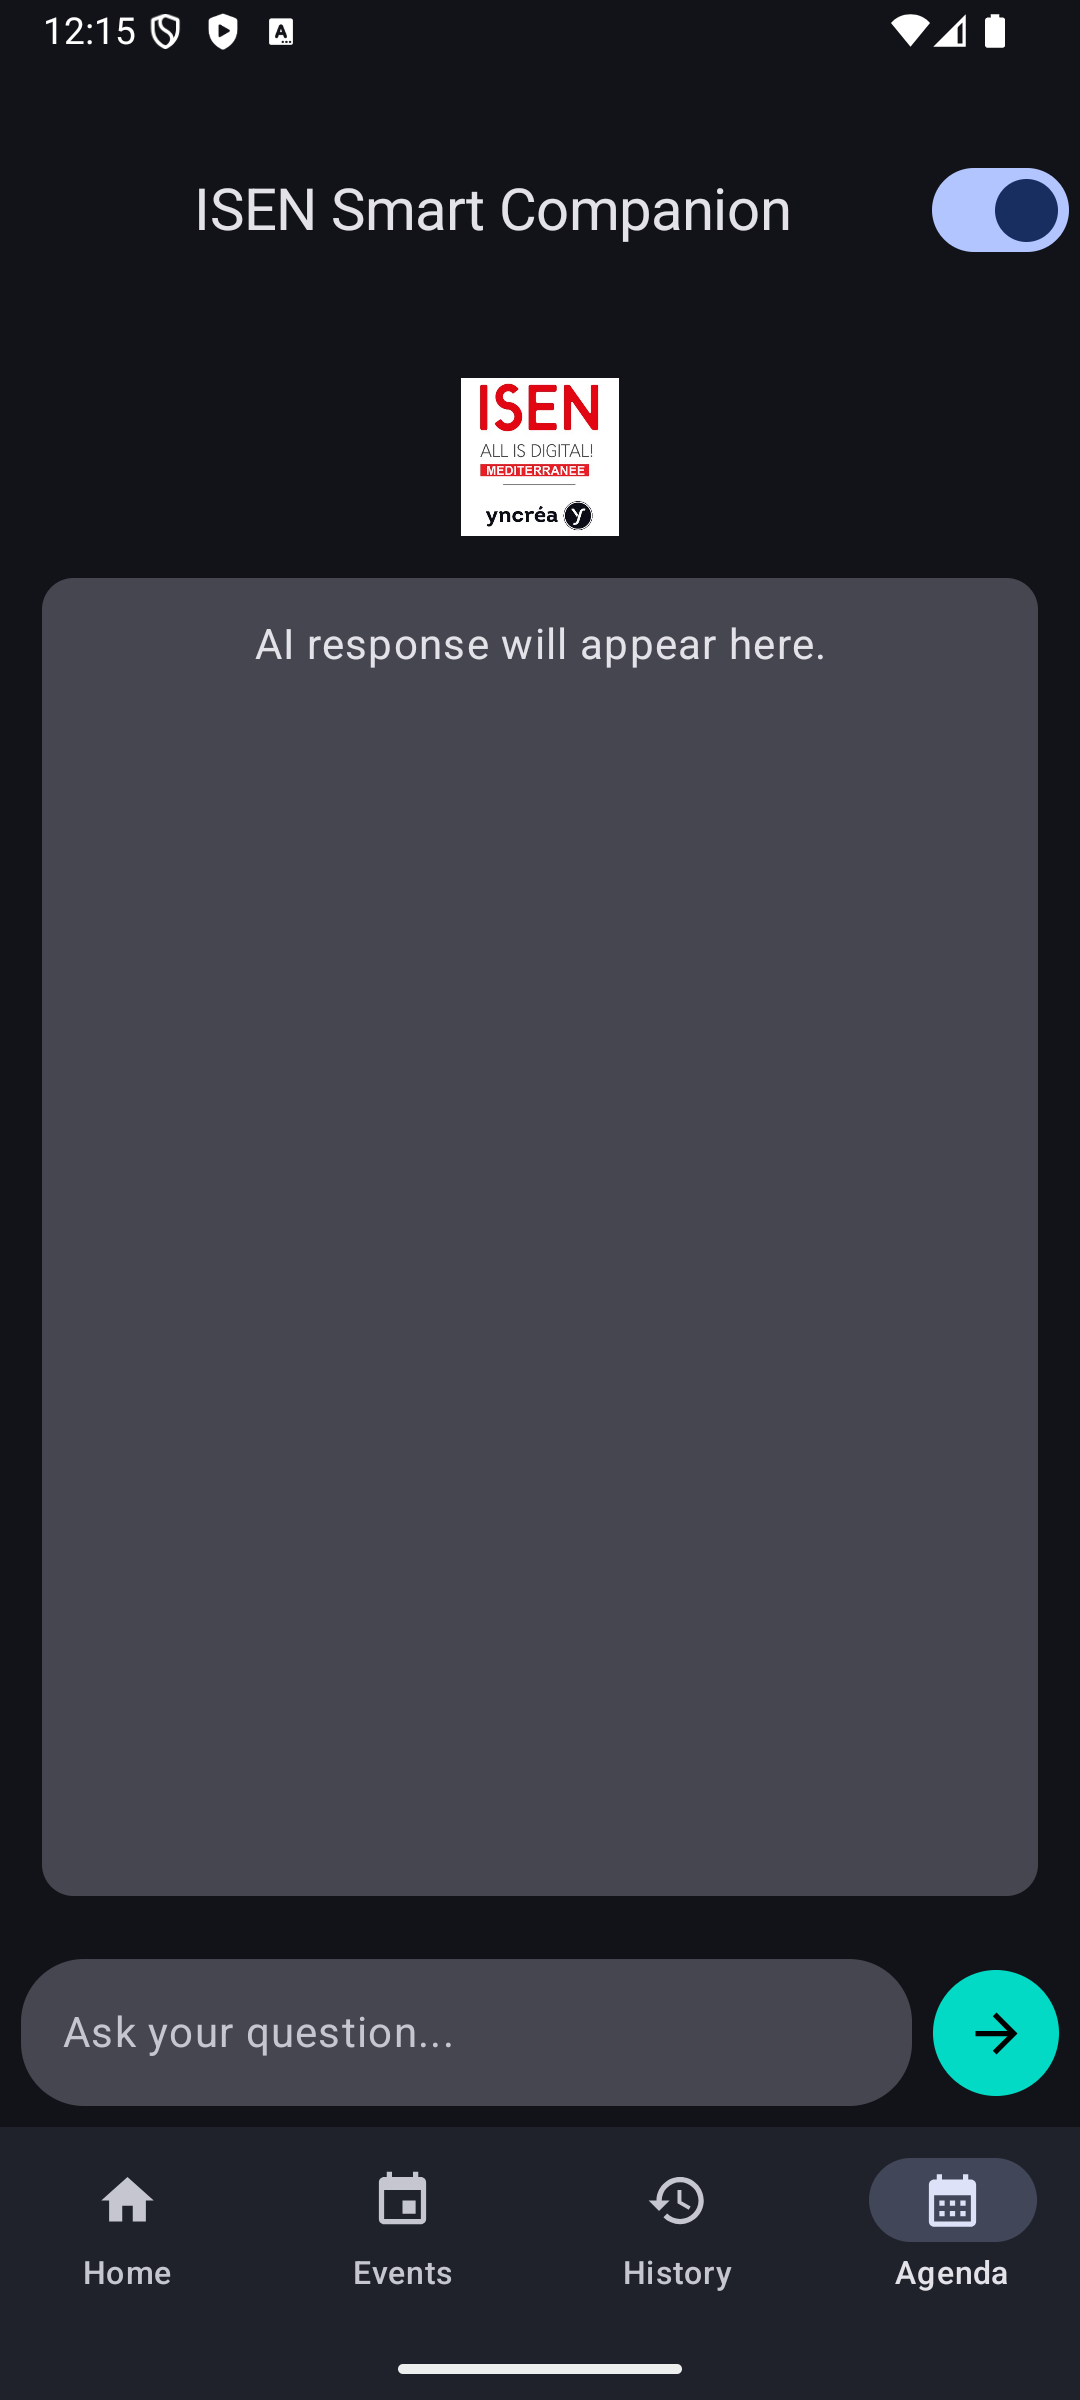 12:15
ISEN Smart Companion
ISEN
ALL IS DIGITAL!
MEDITERRANEE
yncréa
AI response will appear here.
Ask your question...
Home
Events
History
Agenda